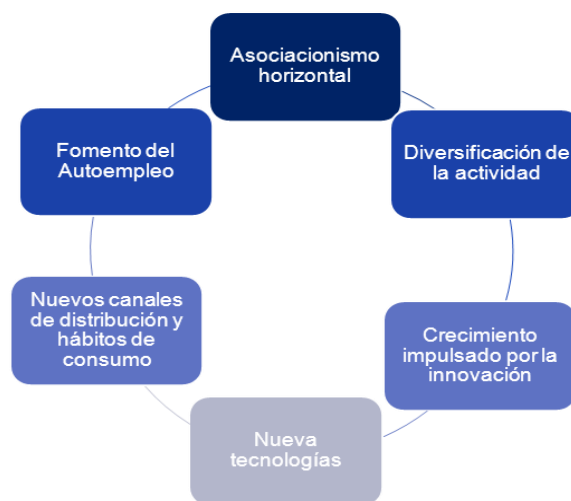 Asociacionismo
horizontal
Diversificación de
la actividad
Crecimiento
impulsado por la
innovación
Nueva
tecnologías
Nuevos canales
de distribución y
hábitos de
consumo
Fomento del
Autoempleo